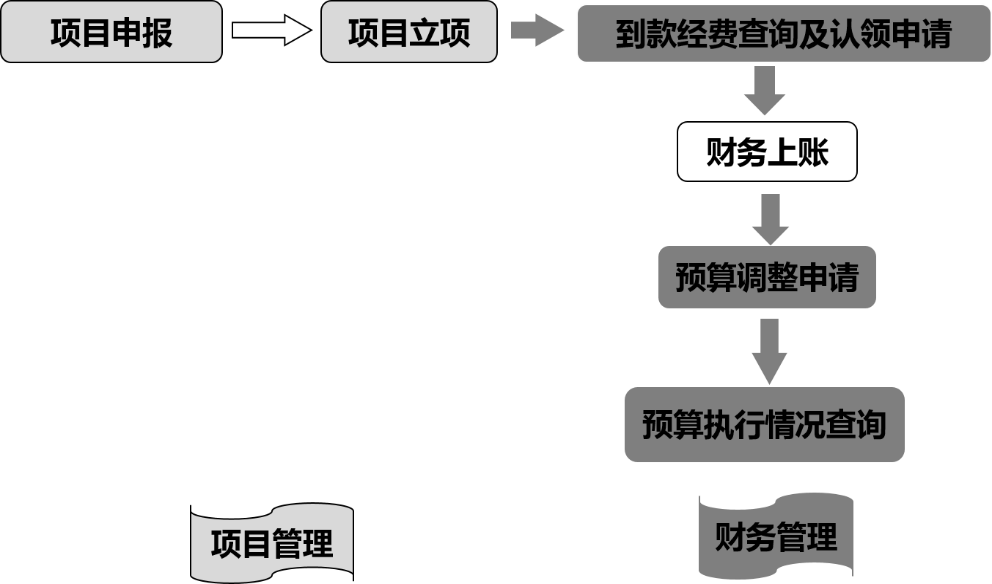 项目申报
项目立项
到款经费查询及认领申请
财务上账
预算调整申请
预算执行情况查询
项目管理
财务管理